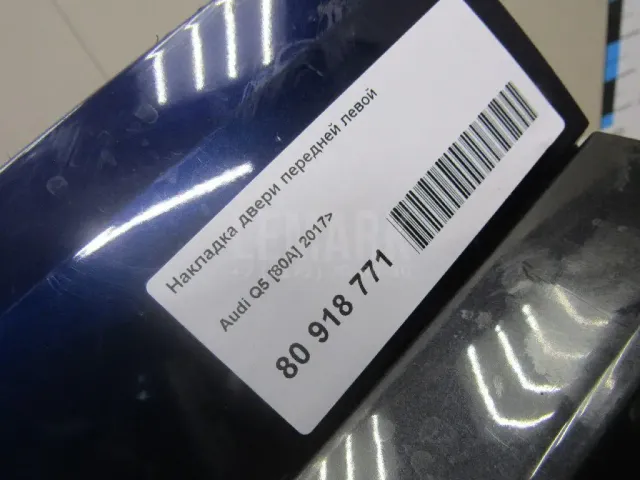 Накладка двери передней левой
Audi Q5 [80A] 2017>
80 918 771